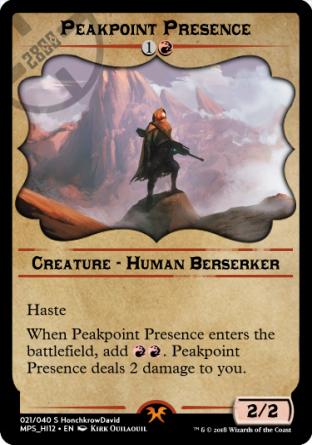 Peakpoint Presence
1
Creature - Human Berserker
Haste
When Peakpoint Presence enters the
battlefield, add . Peakpoint
Presence deals 2 damage to you.
2/2
021/040 S HonchkrowDavid
MPS_HI12 • EN Kirk Quilaquil
™ & © 2018 Wizards of the Coast